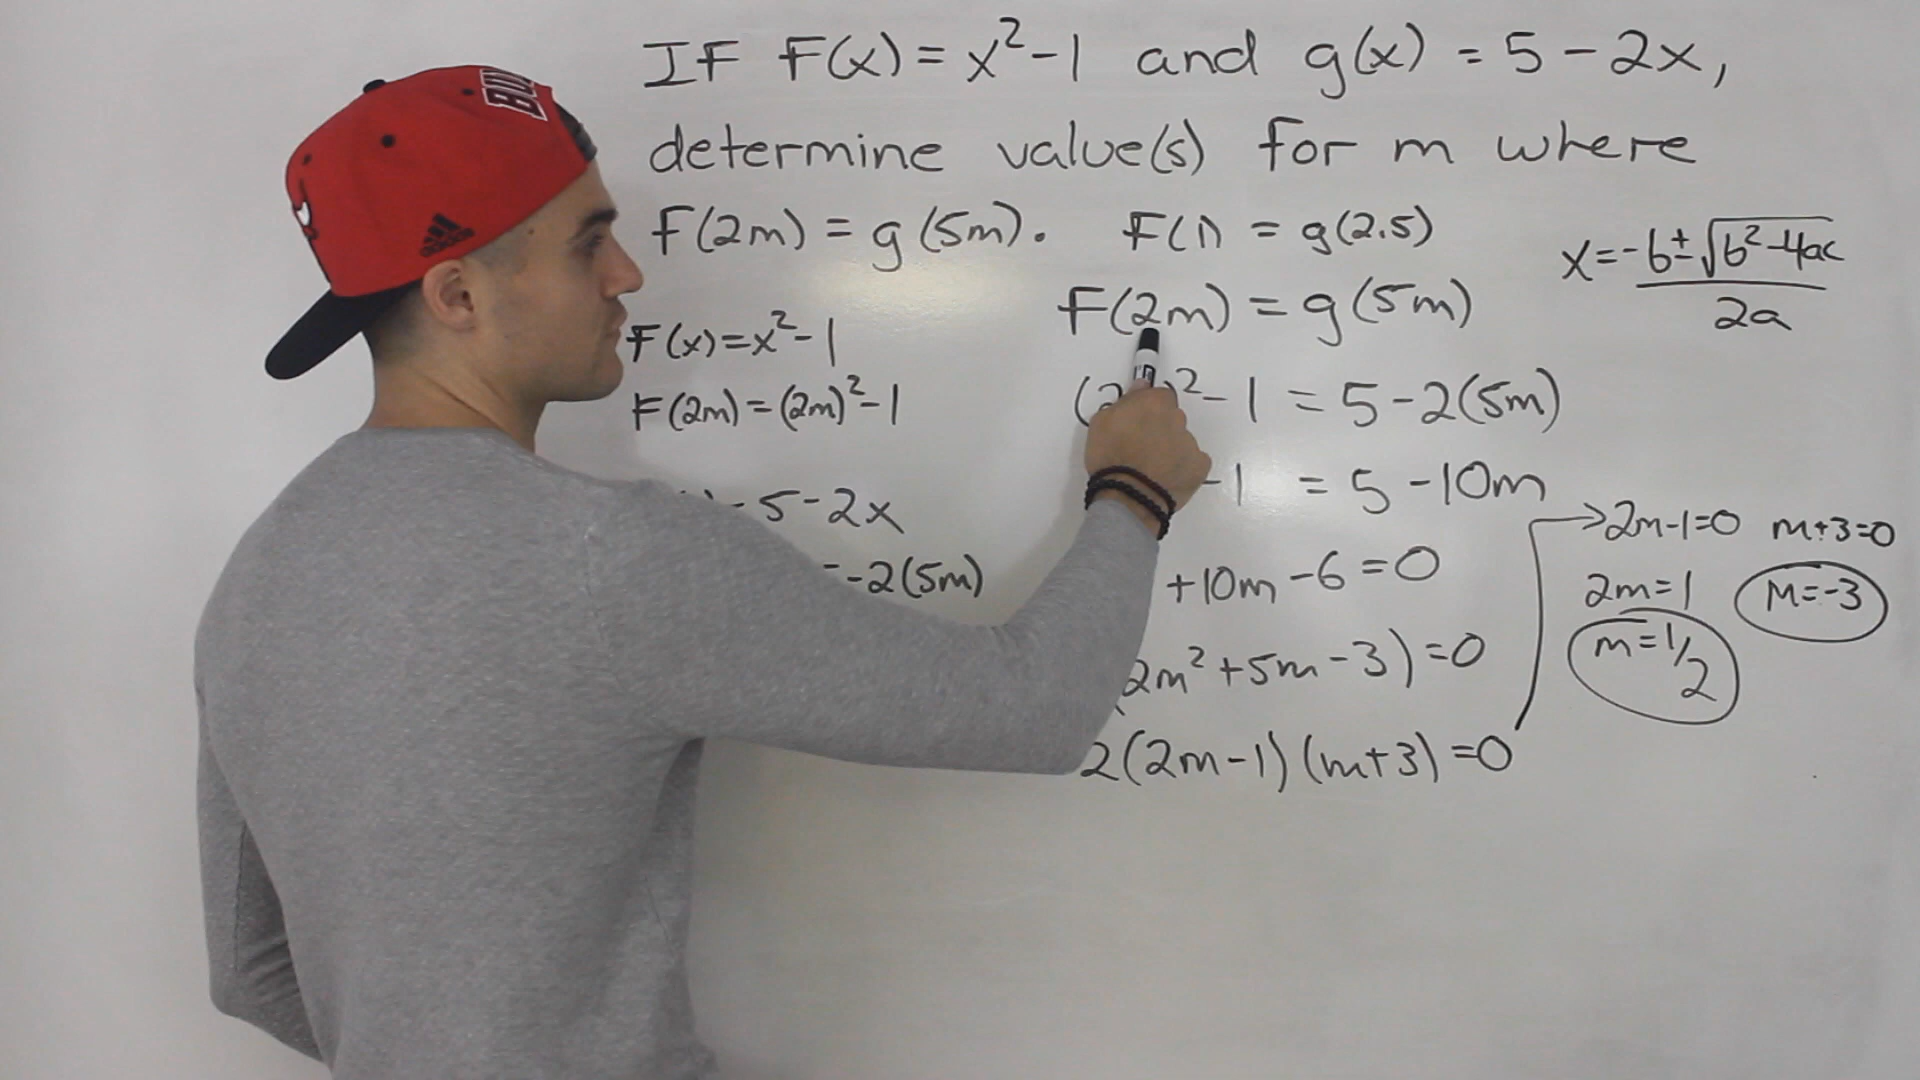 IF F(x) = x² - 1 and g(x) = 5 - 2x,
determine value(s) for m where
F(2m) = g(5m).
F(x) = x² - 1
F(2m) = (2m)² - 1
5 - 2x
-2(5m)
F(1) = g(2.5)
F(2m) = g(5m)
² - 1 = 5 - 2(5m)
-1 = 5 - 10m
+10m - 6 = 0
2m² + 5m - 3) = 0
2(2m - 1)(m + 3) = 0
x = -b ± √b² - 4ac
2a
2m - 1 = 0 m + 3 = 0
2m = 1 m = -3
m = 1/2
BU